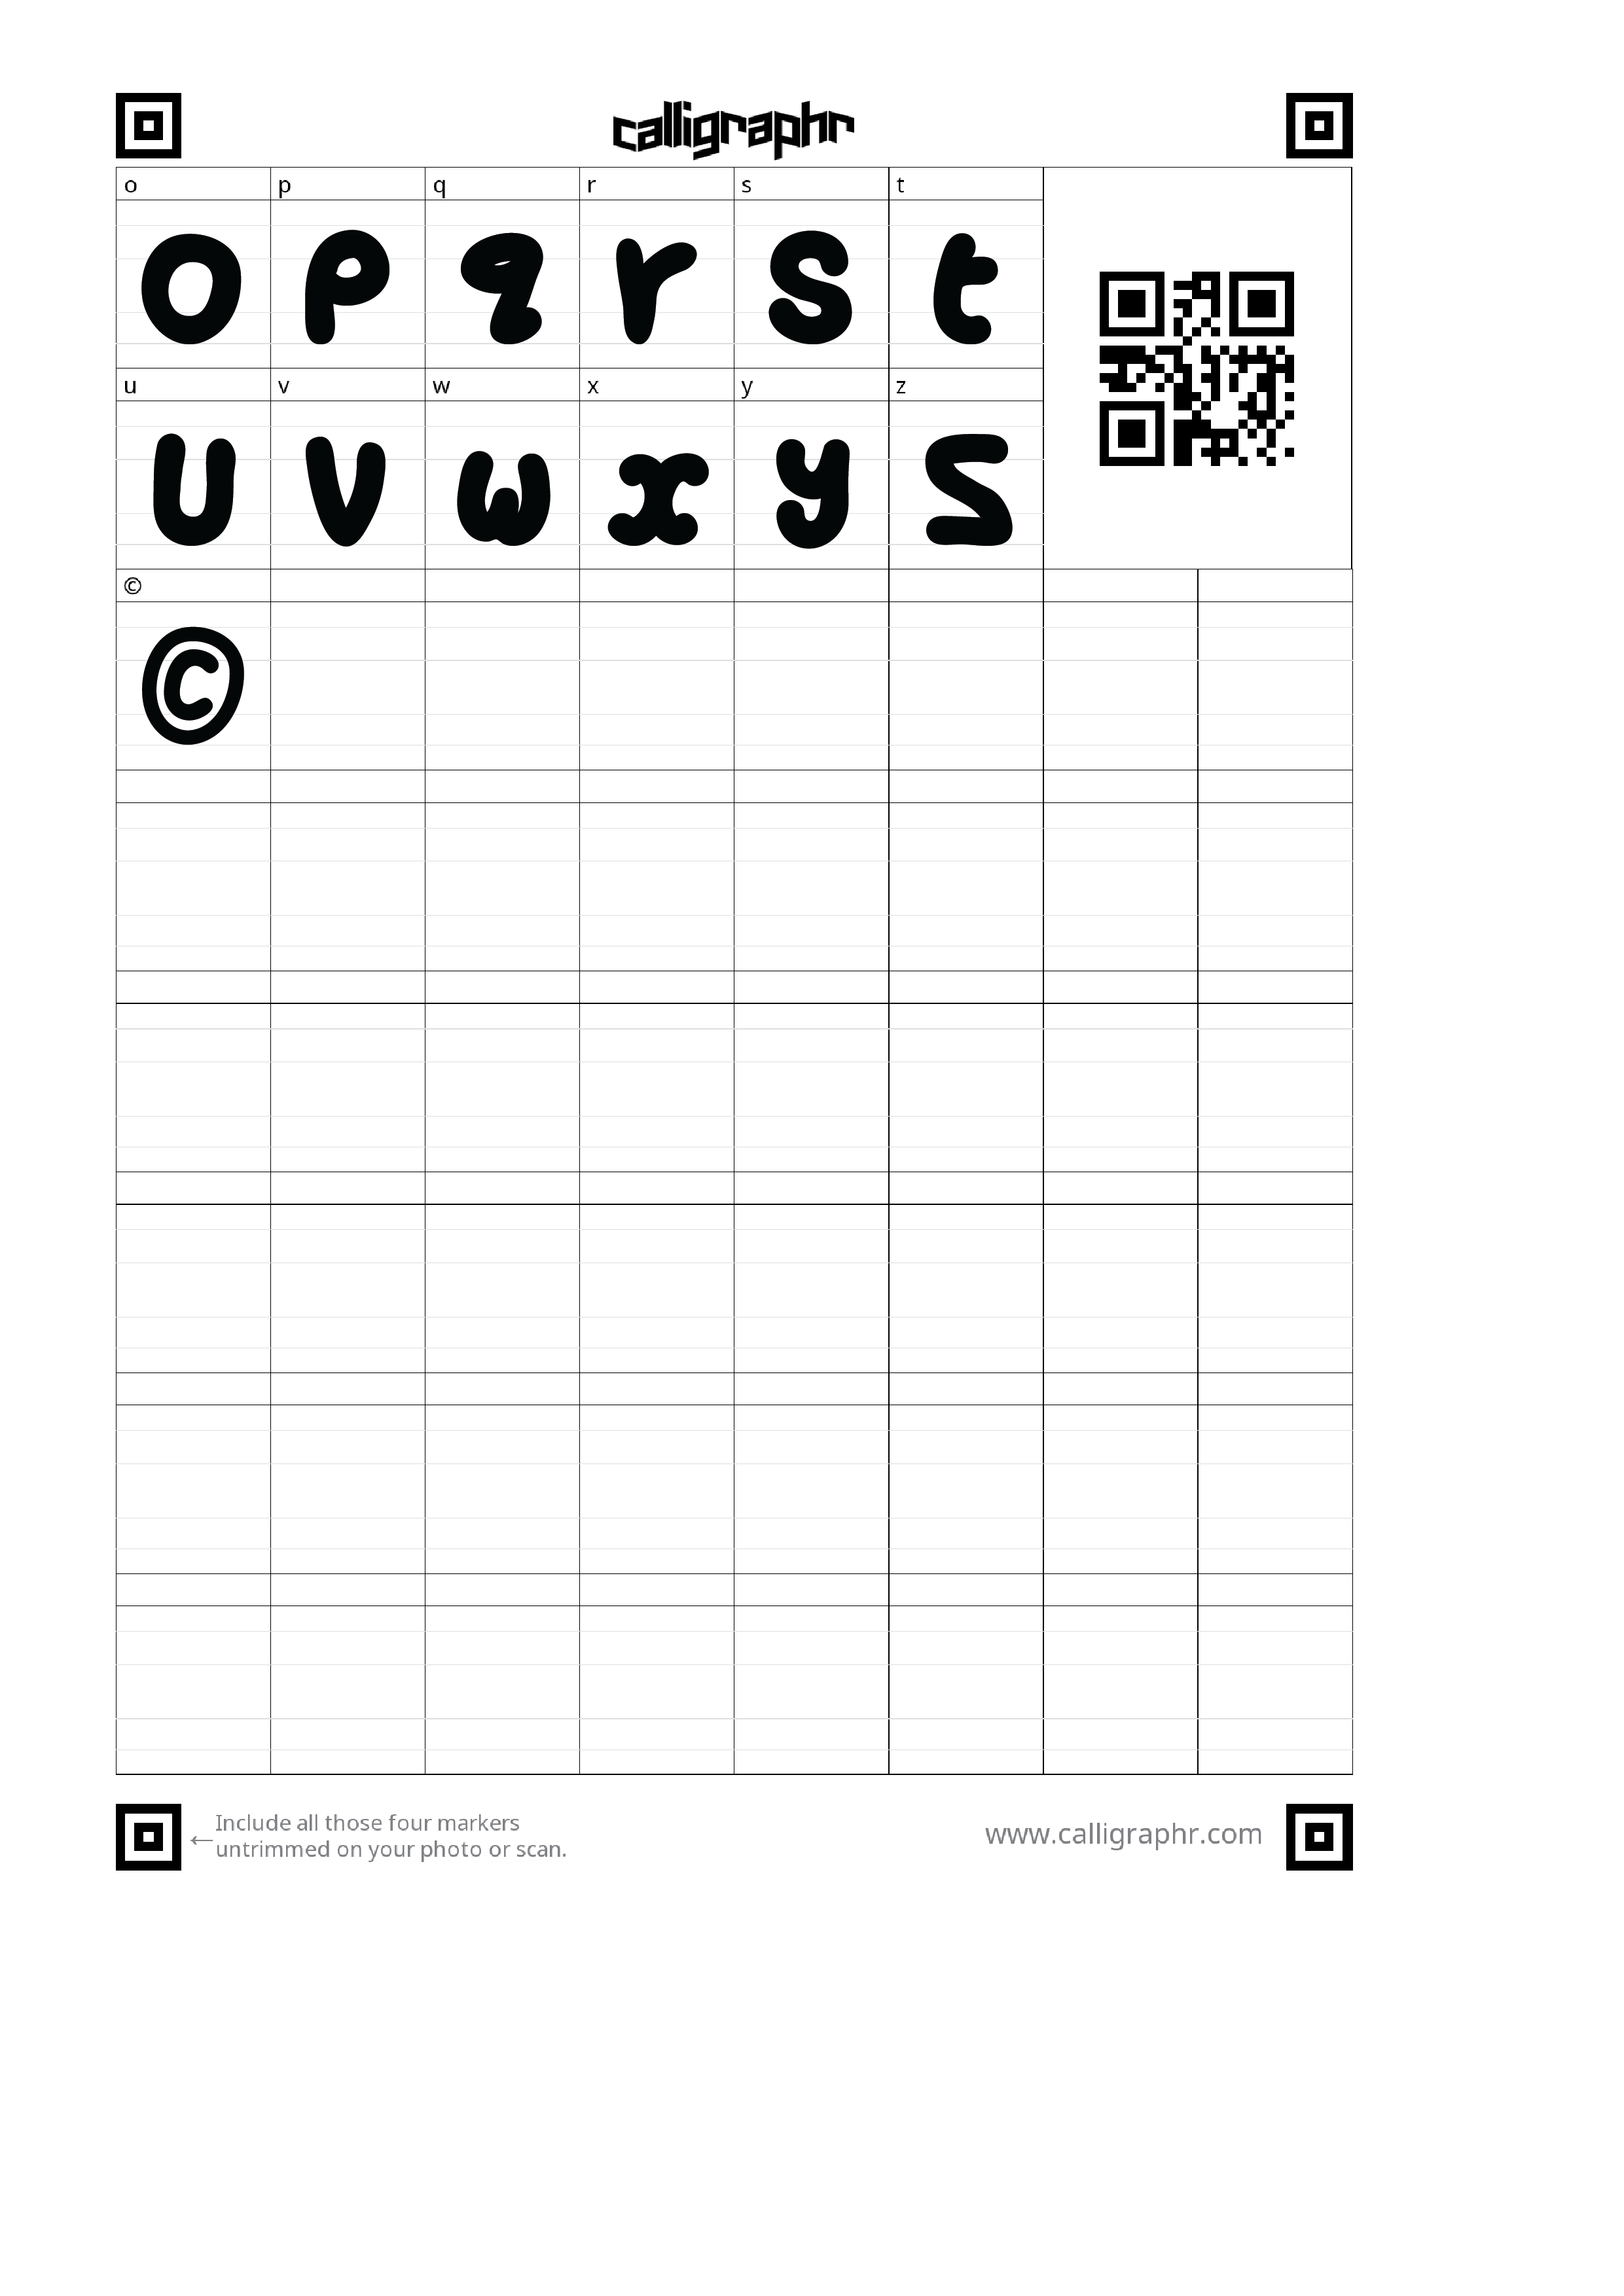 calligraphr
o p q r s t
o p q r s t
u v w x y z
u v w x y z
©
©
Include all those four markers
← untrimmed on your photo or scan.
www.calligraphr.com